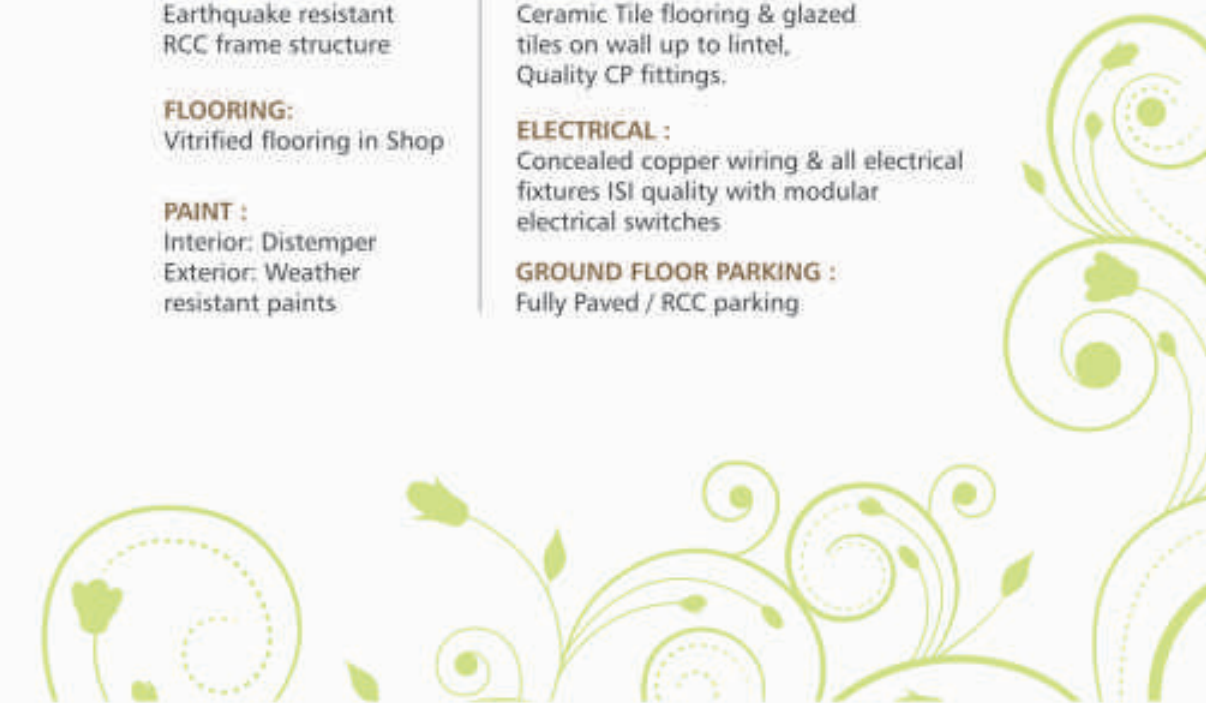 Earthquake resistant
RCC frame structure
FLOORING:
Vitrified flooring in Shop
PAINT :
Interior: Distemper
Exterior: Weather
resistant paints
Ceramic Tile flooring & glazed
tiles on wall up to lintel,
Quality CP fittings.
ELECTRICAL :
Concealed copper wiring & all electrical
fixtures ISI quality with modular
electrical switches
GROUND FLOOR PARKING :
Fully Paved / RCC parking